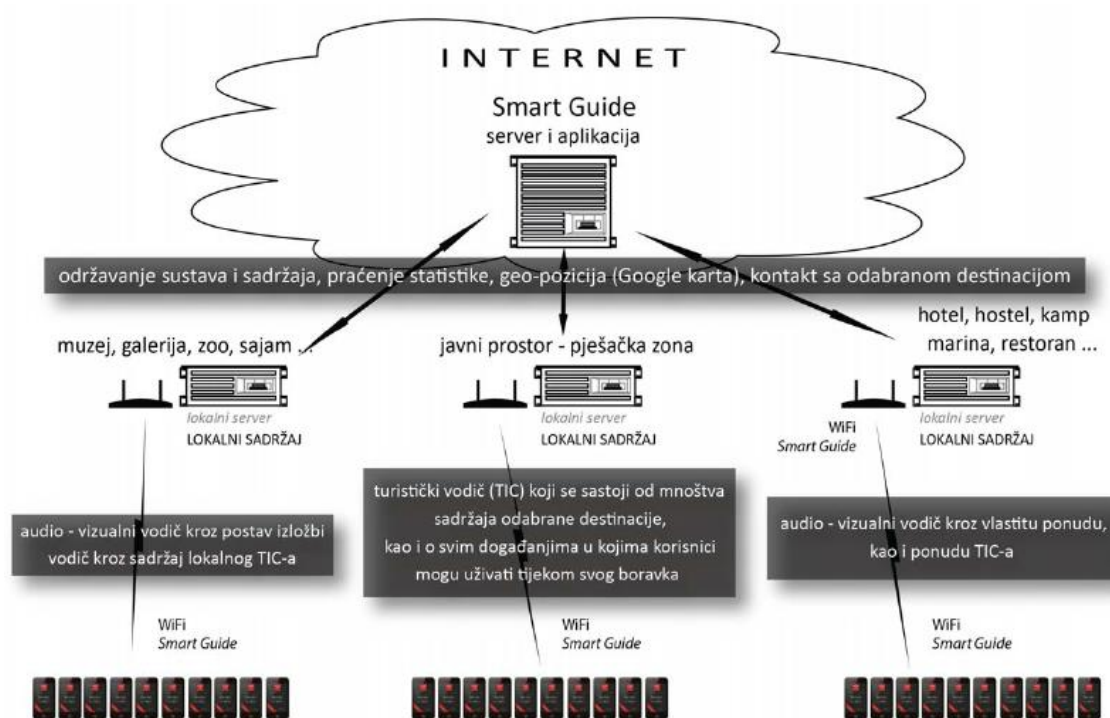 INTERNET
Smart Guide
server i aplikacija
održavanje sustava i sadržaja, praćenje statistike, geo-pozicija (Google karta), kontakt sa odabranom destinacijom
muzej, galerija, zoo, sajam ...
lokalni server
LOKALNI SADRŽAJ
audio - vizualni vodič kroz postav izložbi
vodič kroz sadržaj lokalnog TIC-a
WiFi
Smart Guide
javni prostor - pješačka zona
lokalni server
LOKALNI SADRŽAJ
turistički vodič (TIC) koji se sastoji od mnoštva
sadržaja odabrane destinacije,
kao i o svim događanjima u kojima korisnici
mogu uživati tijekom svog boravka
WiFi
Smart Guide
hotel, hostel, kamp
marina, restoran ...
WiFi
Smart Guide
lokalni server
LOKALNI SADRŽAJ
audio - vizualni vodič kroz vlastitu ponudu,
kao i ponudu TIC-a
WiFi
Smart Guide